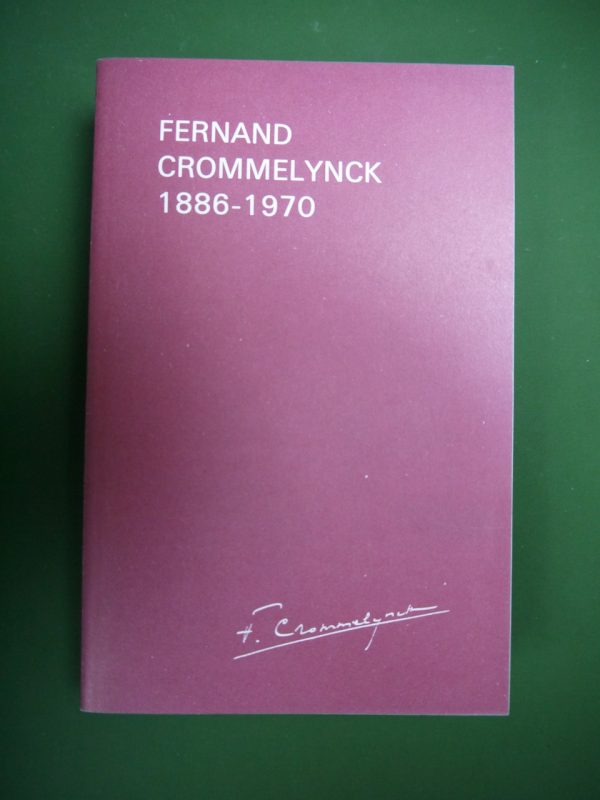 FERNAND
CROMMELYNCK
1886-1970
F. Crommelynck